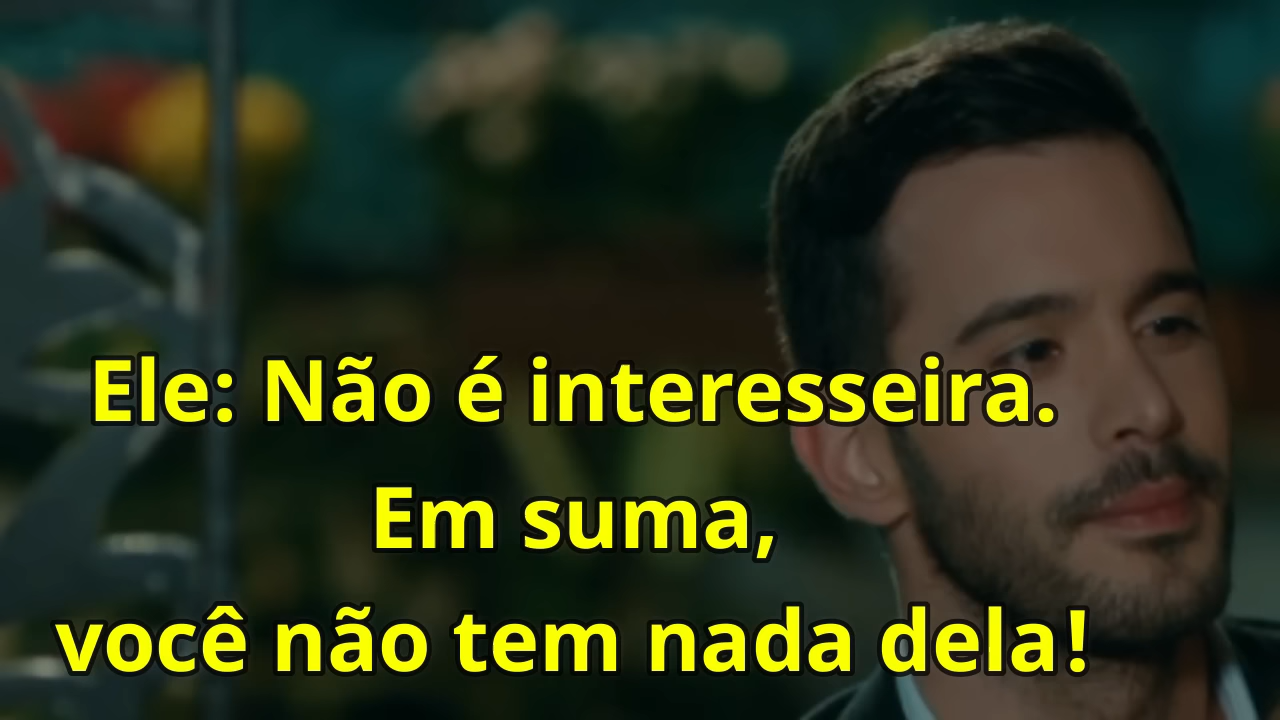 Ele: Não é interesseira.
Em suma,
você não tem nada dela!